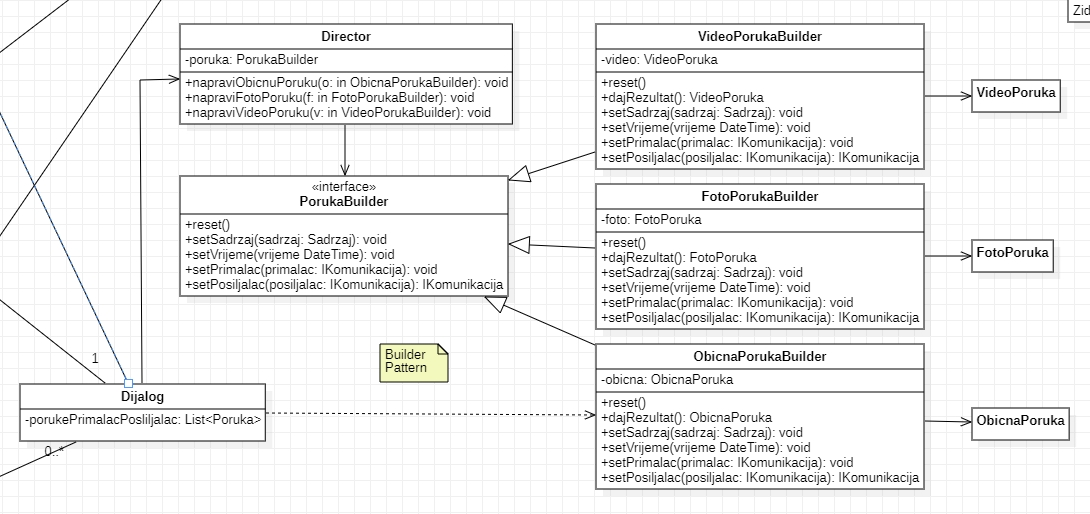 Zid
Director
-poruka: PorukaBuilder
+napraviObicnuPoruku(o: in ObicnaPorukaBuilder): void
+napraviFotoPoruku(f: in FotoPorukaBuilder): void
+napraviVideoPoruku(v: in VideoPorukaBuilder): void
«interface»
PorukaBuilder
+reset()
+setSadrzaj(sadrzaj: Sadrzaj): void
+setVrijeme(vrijeme DateTime): void
+setPrimalac(primalac: IKomunikacija): void
+setPosiljalac(posiljalac: IKomunikacija): IKomunikacija
VideoPorukaBuilder
-video: VideoPoruka
+reset()
+dajRezultat(): VideoPoruka
+setSadrzaj(sadrzaj: Sadrzaj): void
+setVrijeme(vrijeme DateTime): void
+setPrimalac(primalac: IKomunikacija): void
+setPosiljalac(posiljalac: IKomunikacija): IKomunikacija
VideoPoruka
FotoPorukaBuilder
-foto: FotoPoruka
+reset()
+dajRezultat(): FotoPoruka
+setSadrzaj(sadrzaj: Sadrzaj): void
+setVrijeme(vrijeme DateTime): void
+setPrimalac(primalac: IKomunikacija): void
+setPosiljalac(posiljalac: IKomunikacija): IKomunikacija
FotoPoruka
Builder
Pattern
1
Dijalog
-porukePrimalacPosliljalac: List<Poruka>
0..*
ObicnaPorukaBuilder
-obicna: ObicnaPoruka
+reset()
+dajRezultat(): ObicnaPoruka
+setSadrzaj(sadrzaj: Sadrzaj): void
+setVrijeme(vrijeme DateTime): void
+setPrimalac(primalac: IKomunikacija): void
+setPosiljalac(posiljalac: IKomunikacija): IKomunikacija
ObicnaPoruka